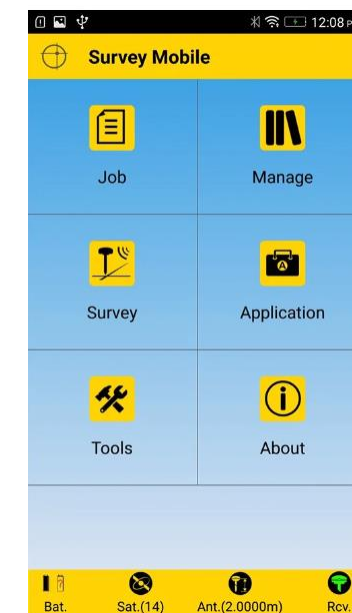 12:08 P
Survey Mobile
Job Manage
Survey Application
Tools About
Bat. Sat.(14) Ant.(2.0000m) Rcv.